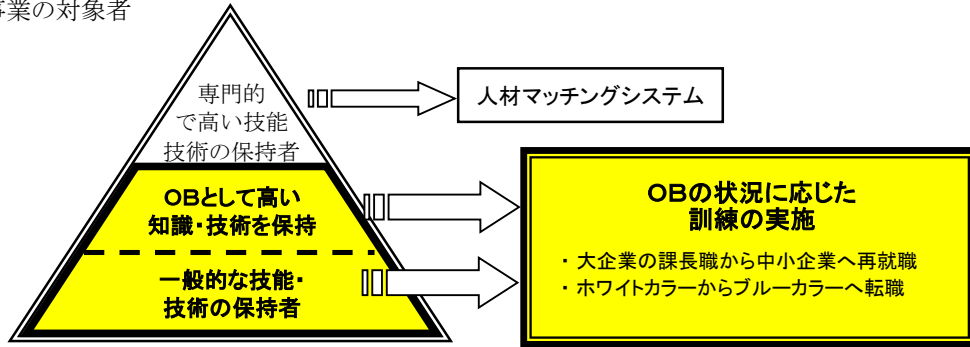 事業の対象者
専門的
で高い技能
技術の保持者
人材マッチングシステム
OBとして高い
知識・技術を保持
一般的な技能・
技術の保持者
OBの状況に応じた
訓練の実施
・ 大企業の課長職から中小企業へ再就職
・ ホワイトカラーからブルーカラーへ転職